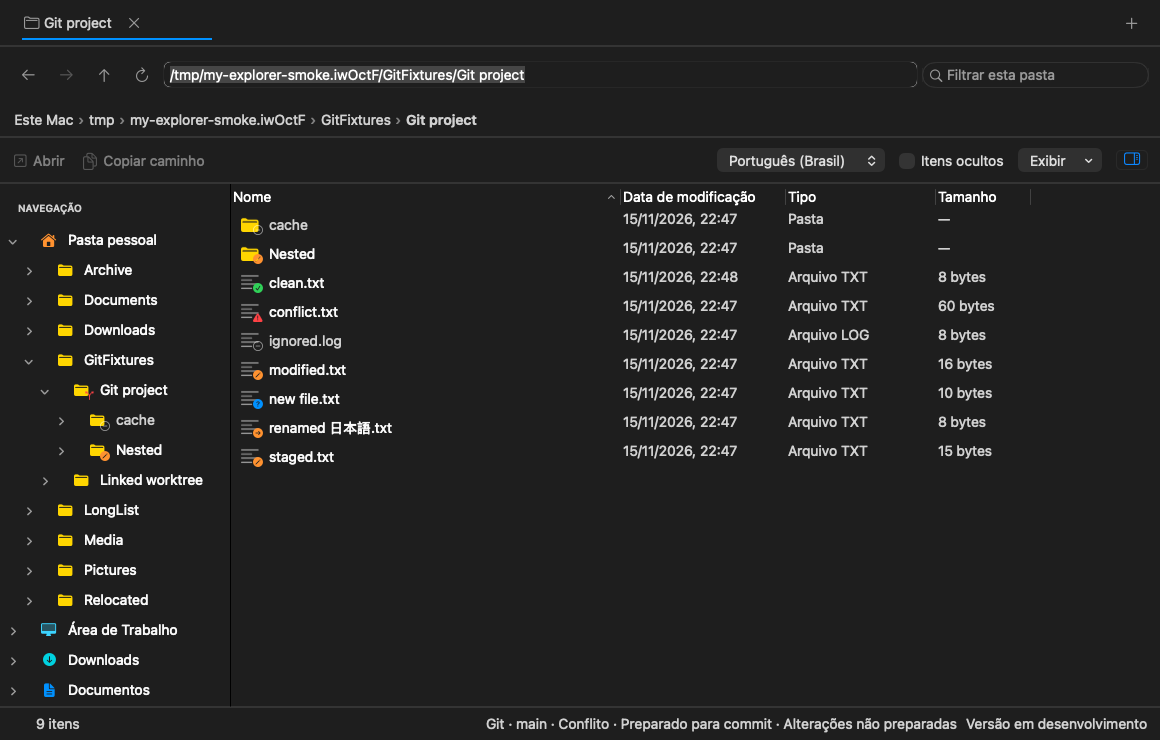 Git project
/tmp/my-explorer-smoke.iwOctF/GitFixtures/Git project
Filtrar esta pasta
Este Mac › tmp › my-explorer-smoke.iwOctF › GitFixtures › Git project
Abrir
Copiar caminho
Português (Brasil)
Itens ocultos
Exibir
NAVEGAÇÃO
Pasta pessoal
Archive
Documents
Downloads
GitFixtures
Git project
cache
Nested
Linked worktree
LongList
Media
Pictures
Relocated
Área de Trabalho
Downloads
Documentos
Nome Data de modificação Tipo Tamanho
cache 15/11/2026, 22:47 Pasta —
Nested 15/11/2026, 22:47 Pasta —
clean.txt 15/11/2026, 22:48 Arquivo TXT 8 bytes
conflict.txt 15/11/2026, 22:47 Arquivo TXT 60 bytes
ignored.log 15/11/2026, 22:47 Arquivo LOG 8 bytes
modified.txt 15/11/2026, 22:47 Arquivo TXT 16 bytes
new file.txt 15/11/2026, 22:47 Arquivo TXT 10 bytes
renamed 日本語.txt 15/11/2026, 22:47 Arquivo TXT 8 bytes
staged.txt 15/11/2026, 22:47 Arquivo TXT 15 bytes
9 itens
Git · main · Conflito · Preparado para commit · Alterações não preparadas Versão em desenvolvimento